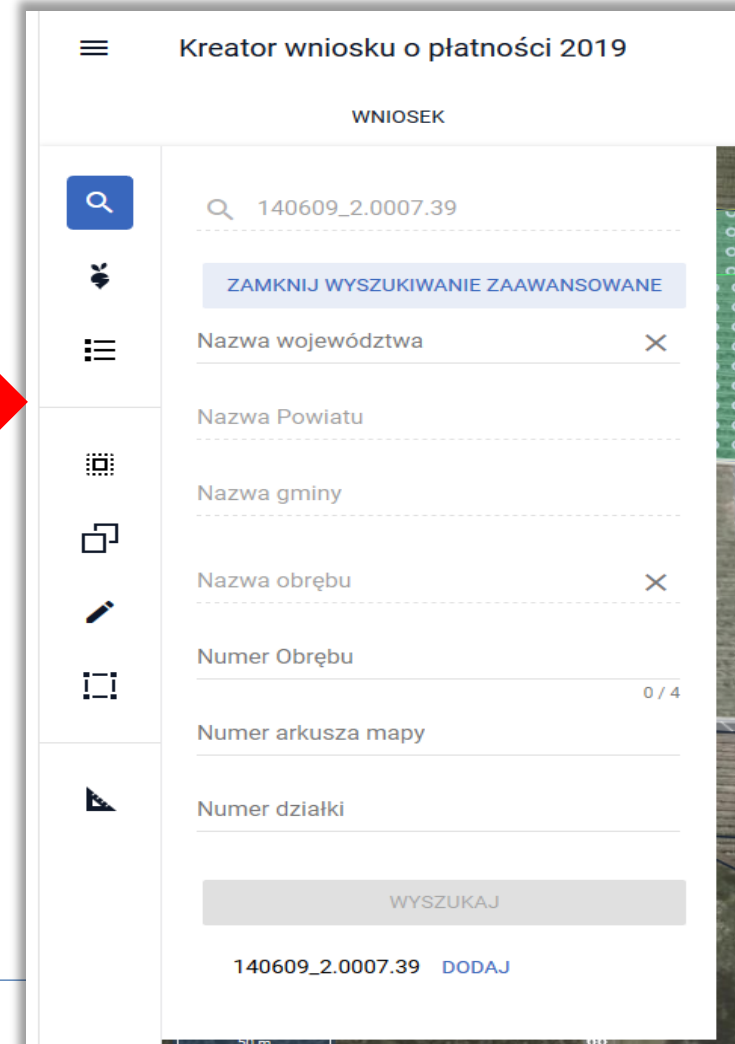 Kreator wniosku o płatności 2019
WNIOSEK
140609_2.0007.39
ZAMKNIJ WYSZUKIWANIE ZAAWANSOWANE
Nazwa województwa
Nazwa Powiatu
Nazwa gminy
Nazwa obrębu
Numer Obrębu
0 / 4
Numer arkusza mapy
Numer działki
WYSZUKAJ
140609_2.0007.39 DODAJ
50 m